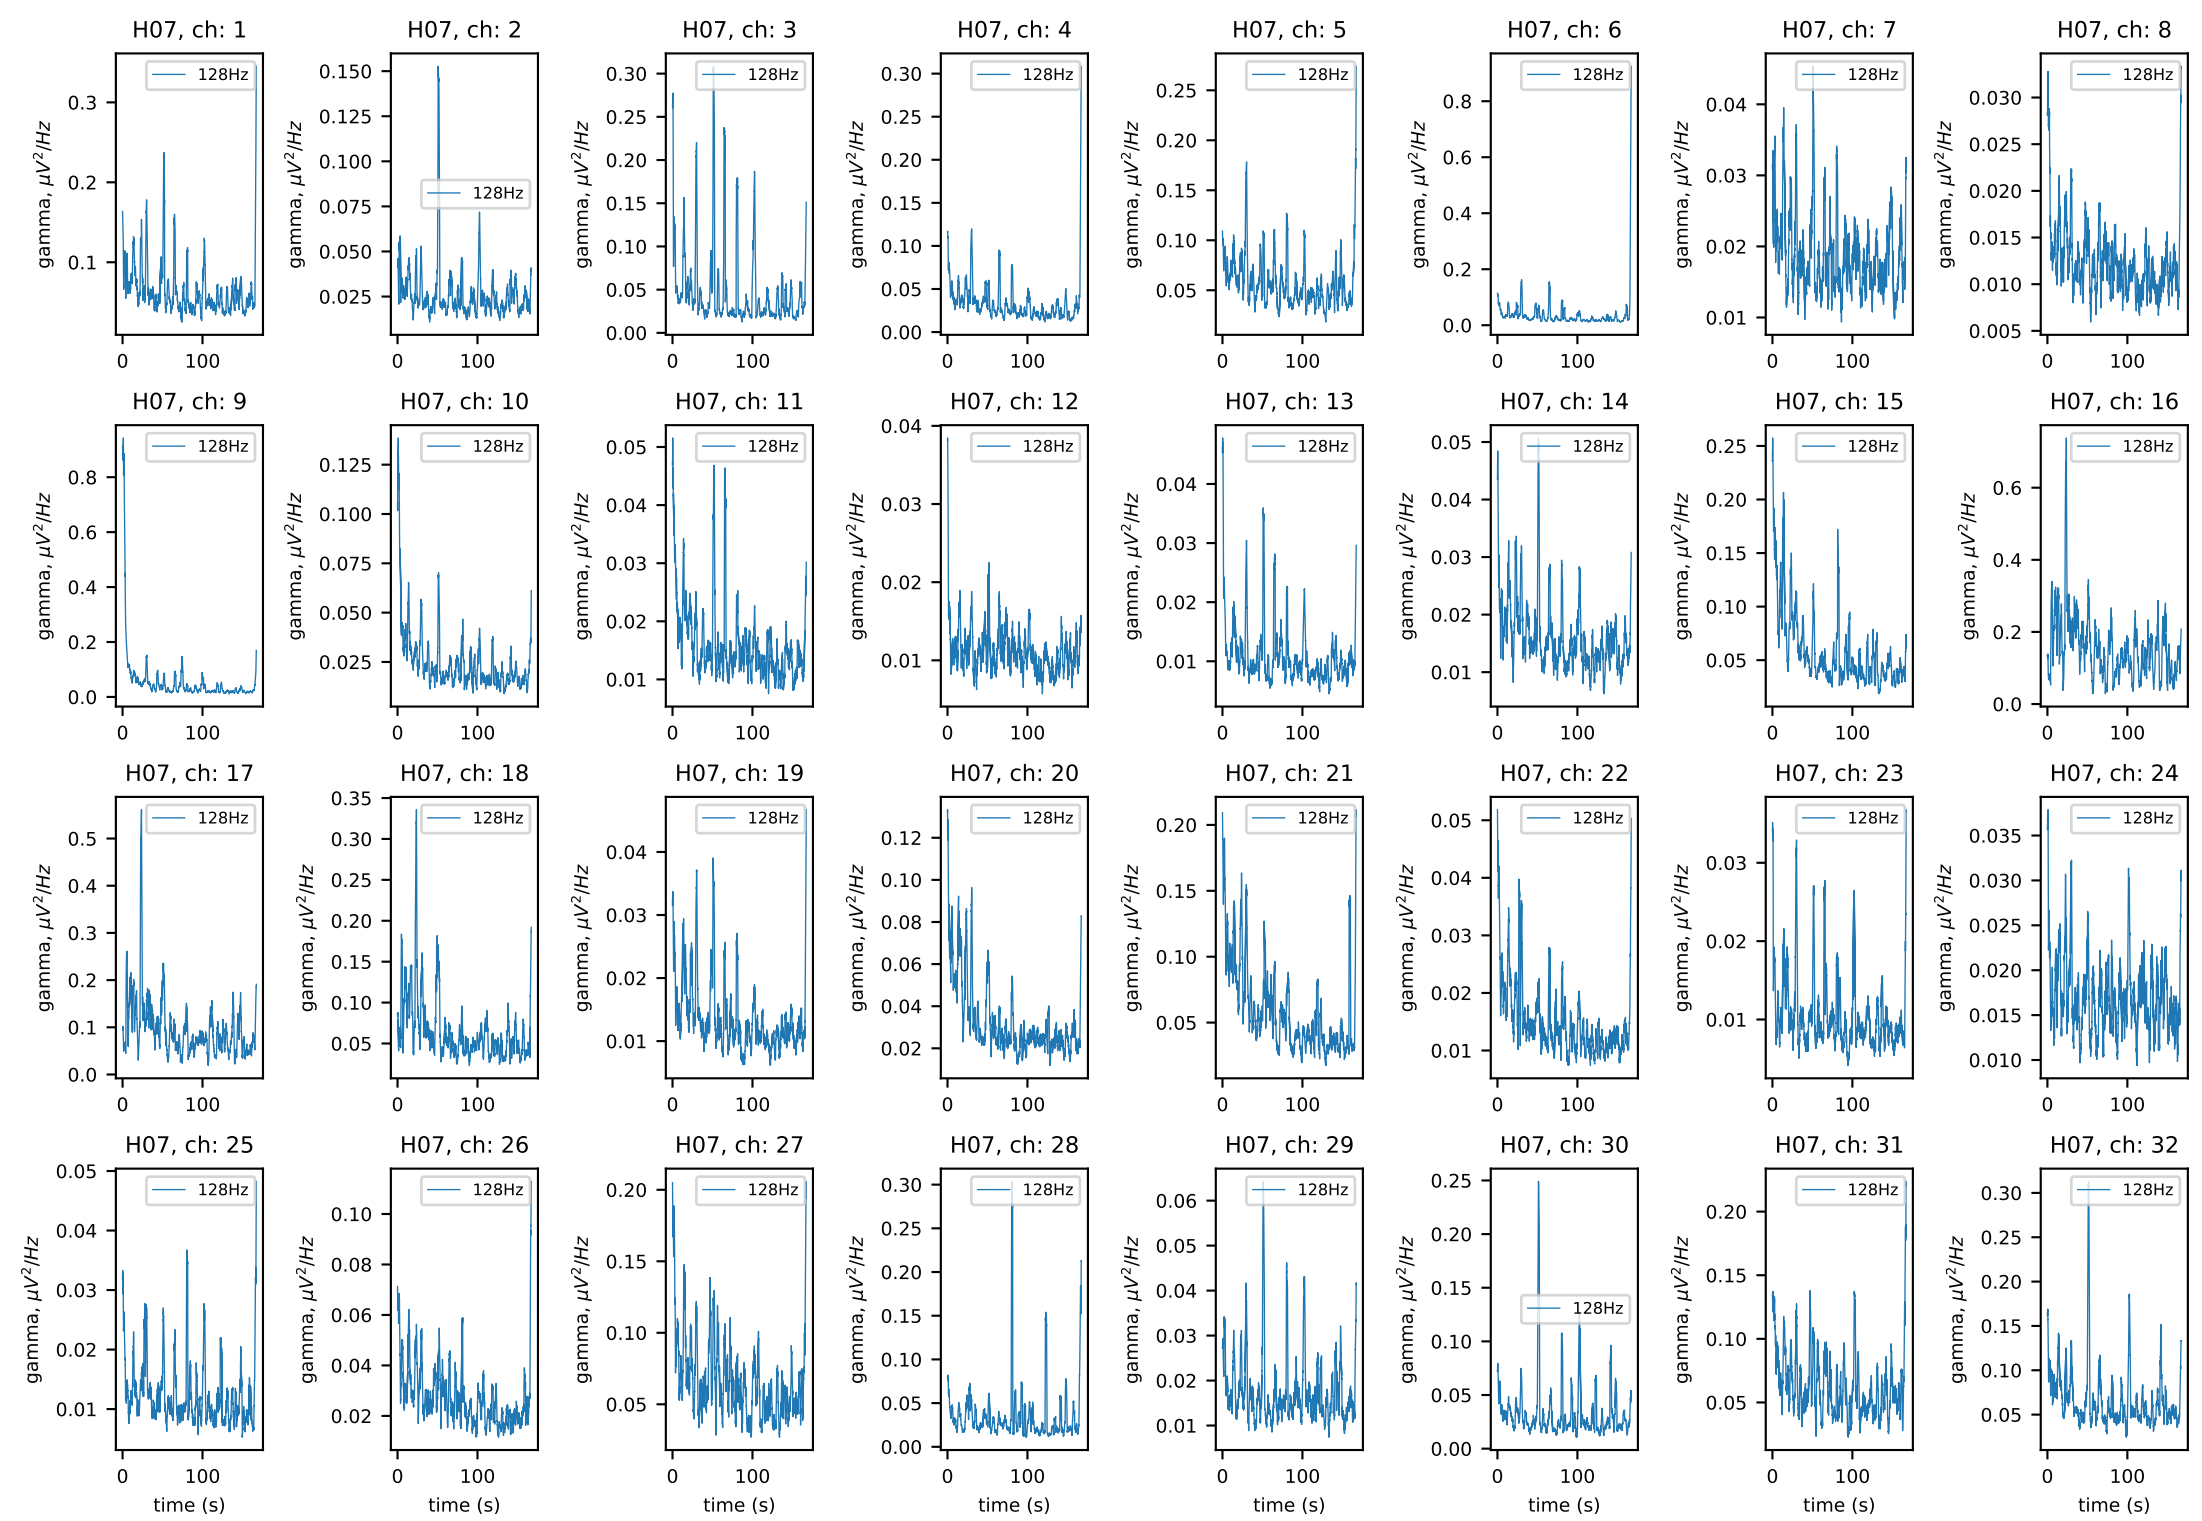 H07, ch: 1 H07, ch: 2 H07, ch: 3 H07, ch: 4 H07, ch: 5 H07, ch: 6 H07, ch: 7 H07, ch: 8
128Hz 128Hz 128Hz 128Hz 128Hz 128Hz 128Hz 128Hz
gamma, μV²/Hz gamma, μV²/Hz gamma, μV²/Hz gamma, μV²/Hz gamma, μV²/Hz gamma, μV²/Hz gamma, μV²/Hz gamma, μV²/Hz
0.3 0.2 0.1
0.150 0.125 0.100 0.075 0.050 0.025
0.30 0.25 0.20 0.15 0.10 0.05 0.00
0.30 0.25 0.20 0.15 0.10 0.05 0.00
0.25 0.20 0.15 0.10 0.05
0.8 0.6 0.4 0.2 0.0
0.04 0.03 0.02 0.01
0.030 0.025 0.020 0.015 0.010 0.005
0 100 0 100 0 100 0 100 0 100 0 100 0 100 0 100
H07, ch: 9 H07, ch: 10 H07, ch: 11 H07, ch: 12 H07, ch: 13 H07, ch: 14 H07, ch: 15 H07, ch: 16
128Hz 128Hz 128Hz 128Hz 128Hz 128Hz 128Hz 128Hz
gamma, μV²/Hz gamma, μV²/Hz gamma, μV²/Hz gamma, μV²/Hz gamma, μV²/Hz gamma, μV²/Hz gamma, μV²/Hz gamma, μV²/Hz
0.8 0.6 0.4 0.2 0.0
0.125 0.100 0.075 0.050 0.025
0.05 0.04 0.03 0.02 0.01
0.04 0.03 0.02 0.01
0.04 0.03 0.02 0.01
0.05 0.04 0.03 0.02 0.01
0.25 0.20 0.15 0.10 0.05
0.6 0.4 0.2 0.0
0 100 0 100 0 100 0 100 0 100 0 100 0 100 0 100
H07, ch: 17 H07, ch: 18 H07, ch: 19 H07, ch: 20 H07, ch: 21 H07, ch: 22 H07, ch: 23 H07, ch: 24
128Hz 128Hz 128Hz 128Hz 128Hz 128Hz 128Hz 128Hz
gamma, μV²/Hz gamma, μV²/Hz gamma, μV²/Hz gamma, μV²/Hz gamma, μV²/Hz gamma, μV²/Hz gamma, μV²/Hz gamma, μV²/Hz
0.5 0.4 0.3 0.2 0.1 0.0
0.35 0.30 0.25 0.20 0.15 0.10 0.05
0.04 0.03 0.02 0.01
0.12 0.10 0.08 0.06 0.04 0.02
0.20 0.15 0.10 0.05
0.05 0.04 0.03 0.02 0.01
0.03 0.02 0.01
0.035 0.030 0.025 0.020 0.015 0.010
0 100 0 100 0 100 0 100 0 100 0 100 0 100 0 100
H07, ch: 25 H07, ch: 26 H07, ch: 27 H07, ch: 28 H07, ch: 29 H07, ch: 30 H07, ch: 31 H07, ch: 32
128Hz 128Hz 128Hz 128Hz 128Hz 128Hz 128Hz 128Hz
gamma, μV²/Hz gamma, μV²/Hz gamma, μV²/Hz gamma, μV²/Hz gamma, μV²/Hz gamma, μV²/Hz gamma, μV²/Hz gamma, μV²/Hz
0.05 0.04 0.03 0.02 0.01
0.10 0.08 0.06 0.04 0.02
0.20 0.15 0.10 0.05
0.30 0.25 0.20 0.15 0.10 0.05 0.00
0.06 0.05 0.04 0.03 0.02 0.01
0.25 0.20 0.15 0.10 0.05 0.00
0.20 0.15 0.10 0.05
0.30 0.25 0.20 0.15 0.10 0.05
0 100 0 100 0 100 0 100 0 100 0 100 0 100 0 100
time (s) time (s) time (s) time (s) time (s) time (s) time (s) time (s)